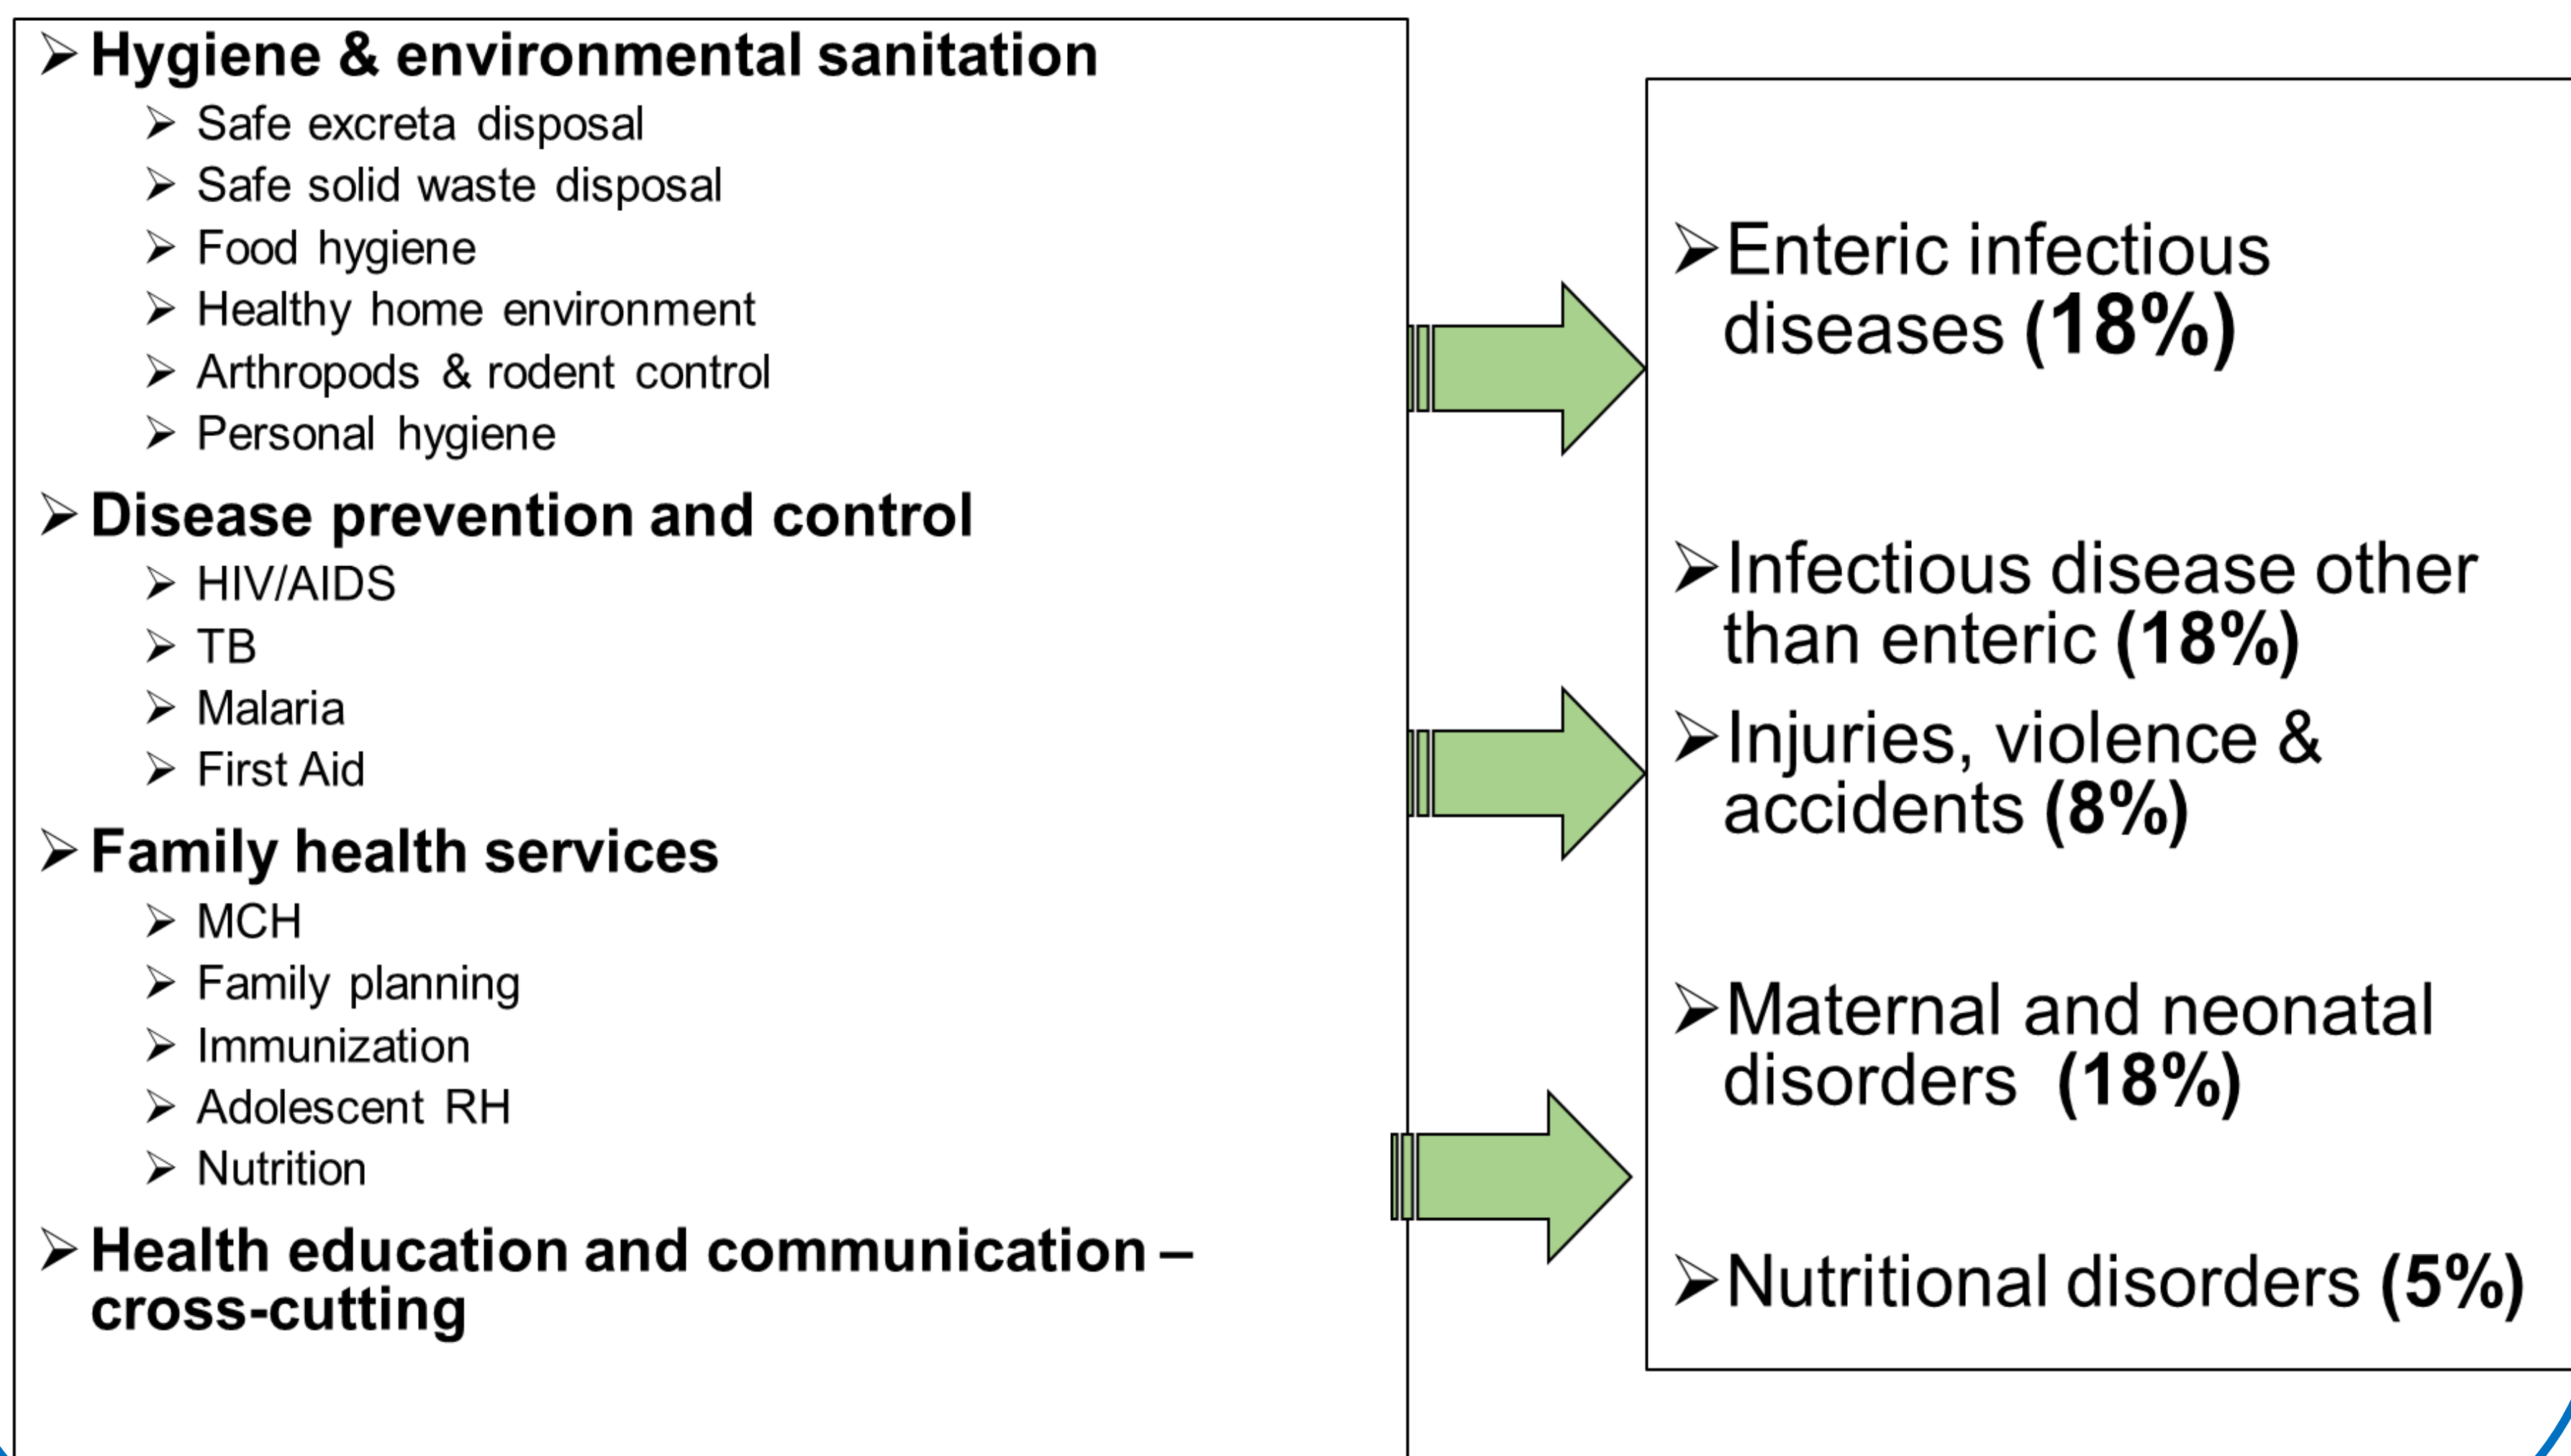 Hygiene & environmental sanitation
Safe excreta disposal
Safe solid waste disposal
Food hygiene
Healthy home environment
Arthropods & rodent control
Personal hygiene
Disease prevention and control
HIV/AIDS
TB
Malaria
First Aid
Family health services
MCH
Family planning
Immunization
Adolescent RH
Nutrition
Health education and communication –
cross-cutting
Enteric infectious
diseases (18%)
Infectious disease other
than enteric (18%)
Injuries, violence &
accidents (8%)
Maternal and neonatal
disorders (18%)
Nutritional disorders (5%)